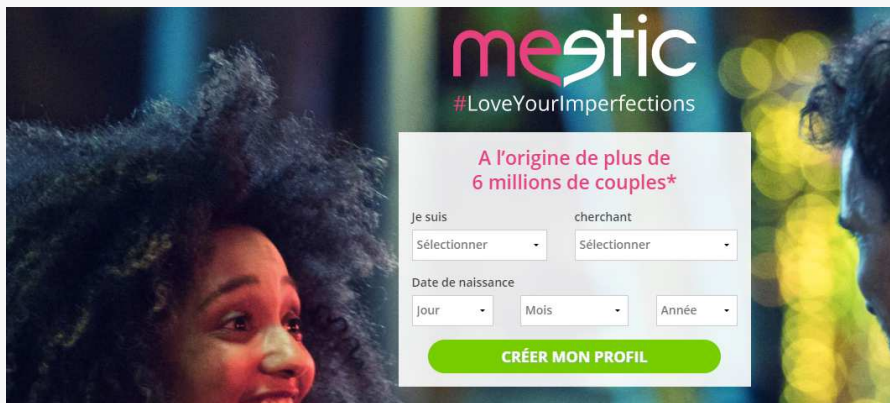 meetic
#LoveYourImperfections
A l'origine de plus de
6 millions de couples*
Je suis cherchant
Sélectionner Sélectionner
Date de naissance
Jour Mois Année
CRÉER MON PROFIL